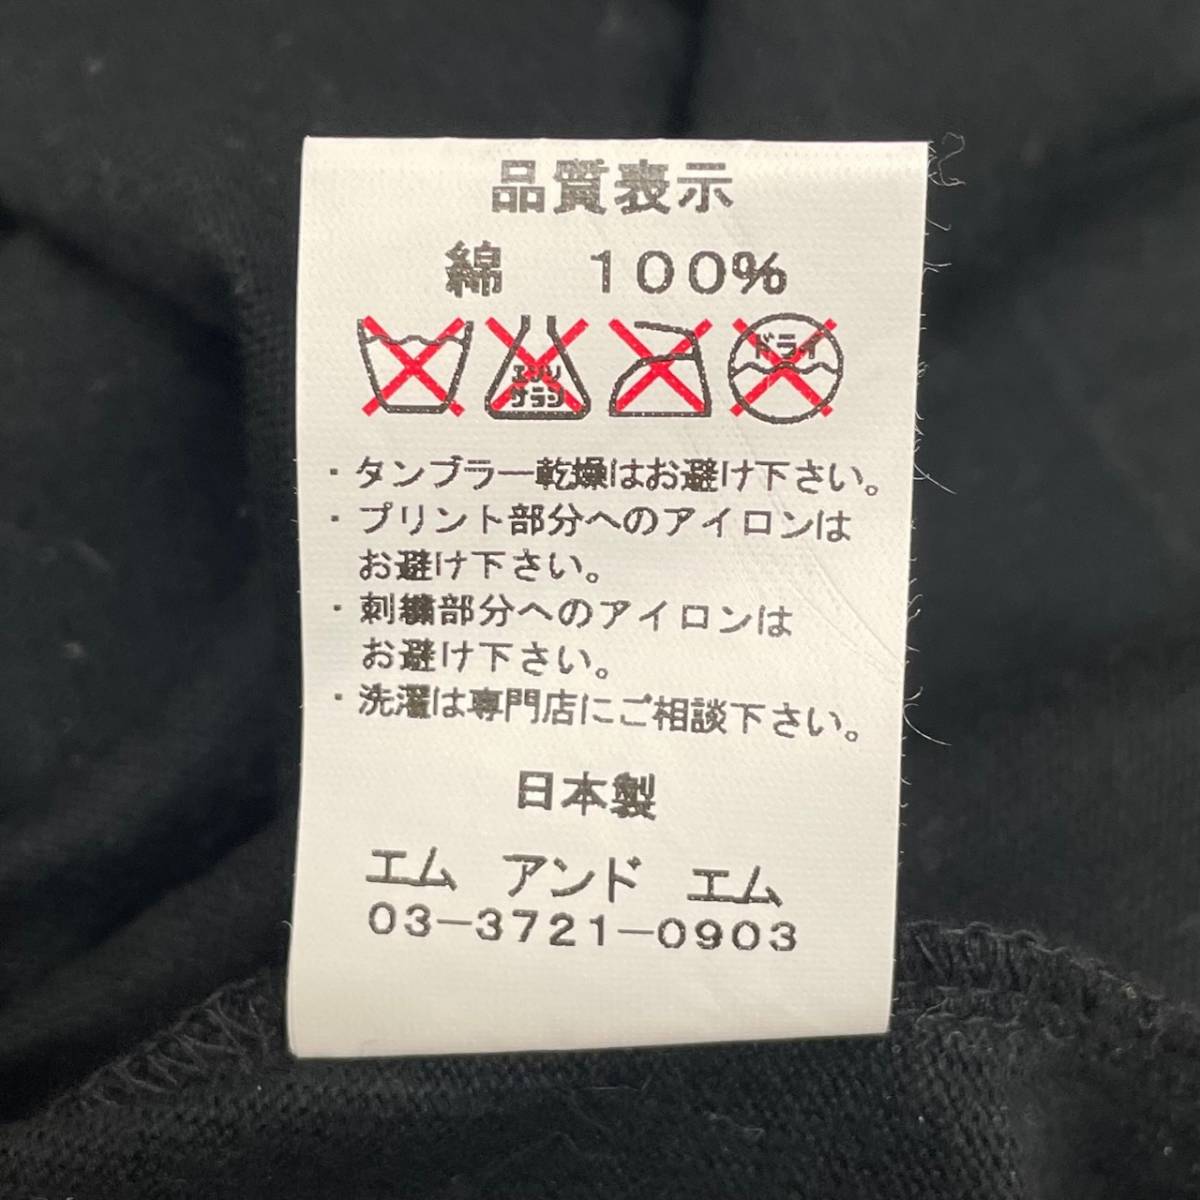 品質表示
綿　１００％
エンソ
サラシ
ドライ
・タンブラー乾燥はお避け下さい。
・プリント部分へのアイロンは
お避け下さい。
・刺繍部分へのアイロンは
お避け下さい。
・洗濯は専門店にご相談下さい。
日本製
エム　アンド　エム
０３－３７２１－０９０３